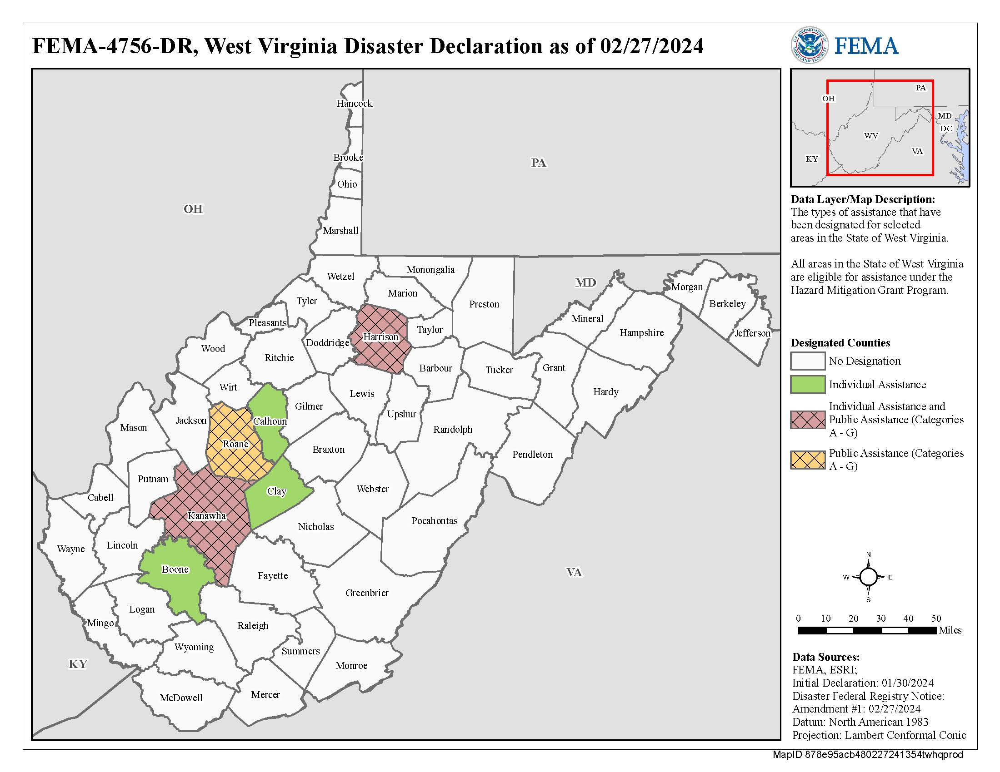 FEMA-4756-DR, West Virginia Disaster Declaration as of 02/27/2024
U.S. DEPARTMENT OF
HOMELAND SECURITY
FEMA
Hancock
Brooke
PA
Ohio
OH
Marshall
Monongalia
Wetzel
MD
Morgan
Marion
Tyler
Preston
Berkeley
Mineral
Pleasants
Taylor
Hampshire
Jefferson
Harrison
Doddridge
Wood
Ritchie
Grant
Barbour
Tucker
Wirt
Hardy
Lewis
Gilmer
Upshur
Jackson
Calhoun
Mason
Randolph
Roane
Braxton
Pendleton
Putnam
Webster
Clay
Cabell
Kanawha
Pocahontas
Nicholas
Lincoln
Wayne
Boone
VA
Fayette
Greenbrier
Logan
Mingo
Raleigh
Wyoming
Summers
KY
Monroe
Mercer
McDowell
PA
OH
MD
DC
WV
VA
KY
Data Layer/Map Description:
The types of assistance that have
been designated for selected
areas in the State of West Virginia.
All areas in the State of West Virginia
are eligible for assistance under the
Hazard Mitigation Grant Program.
Designated Counties
No Designation
Individual Assistance
Individual Assistance and
Public Assistance (Categories
A - G)
Public Assistance (Categories
A - G)
N
W E
S
0 10 20 30 40 50
Miles
Data Sources:
FEMA, ESRI;
Initial Declaration: 01/30/2024
Disaster Federal Registry Notice:
Amendment #1: 02/27/2024
Datum: North American 1983
Projection: Lambert Conformal Conic
MapID 878e95acb480227241354twhqprod